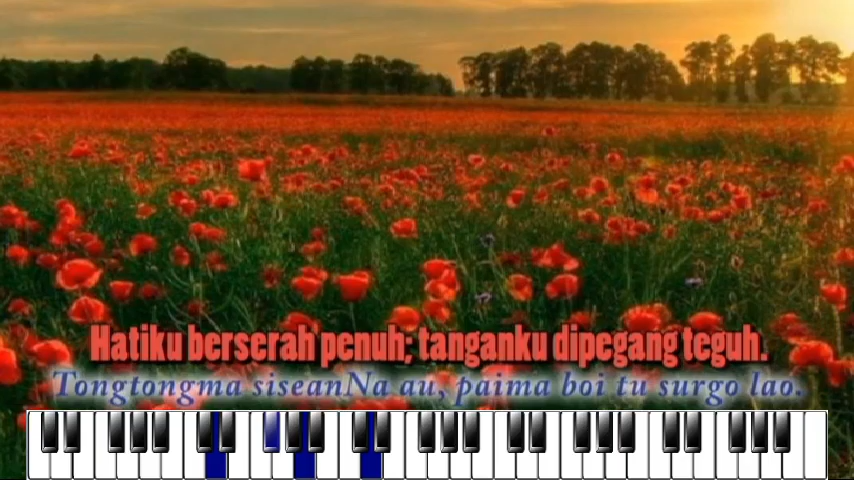 Hatiku berserah penuh; tanganku dipegang teguh.
Tongtongma siseanNa au, paima boi tu surgo lao.